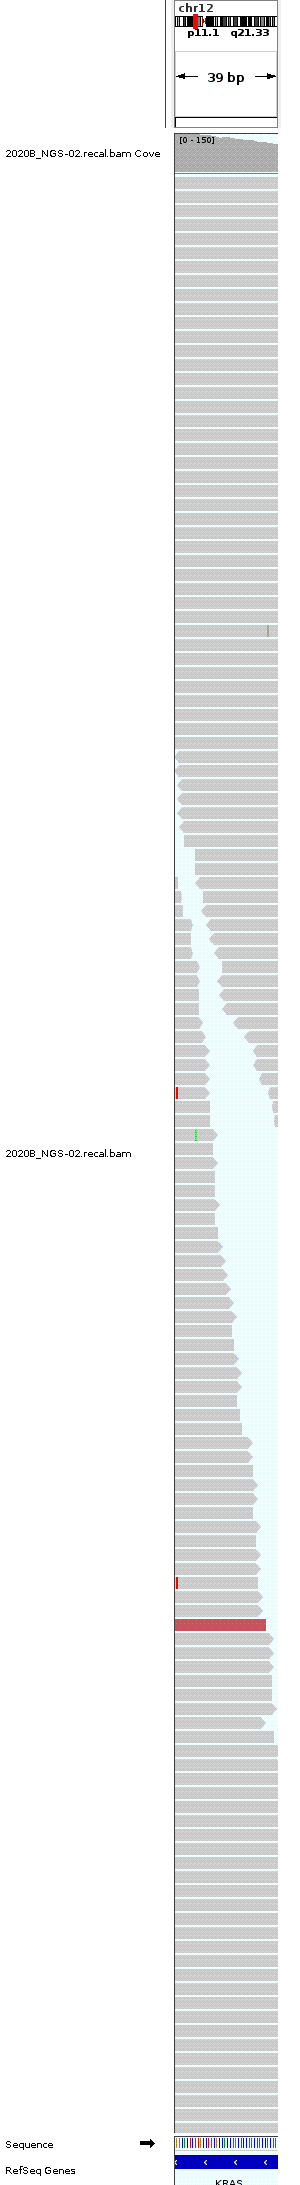 chr12
p11.1 q21.33
39 bp
[0 - 150]
2020B_NGS-02.recal.bam Cove
2020B_NGS-02.recal.bam
Sequence
RefSeq Genes
KRAS